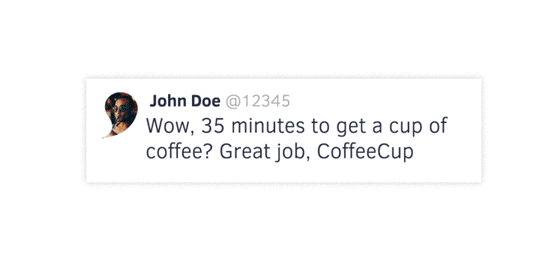 John Doe @12345
Wow, 35 minutes to get a cup of
coffee? Great job, CoffeeCup